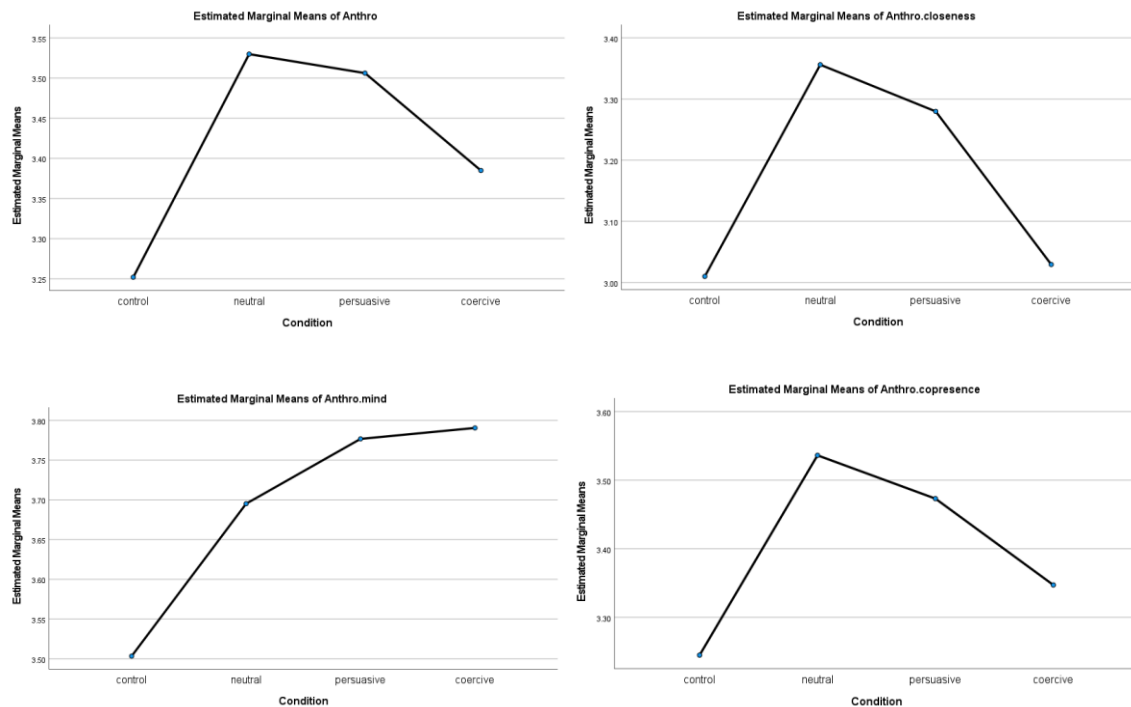 Estimated Marginal Means of Anthro
Estimated Marginal Means
3.55
3.50
3.45
3.40
3.35
3.30
3.25
control neutral persuasive coercive
Condition
Estimated Marginal Means of Anthro.closeness
Estimated Marginal Means
3.40
3.30
3.20
3.10
3.00
control neutral persuasive coercive
Condition
Estimated Marginal Means of Anthro.mind
Estimated Marginal Means
3.80
3.75
3.70
3.65
3.60
3.55
3.50
control neutral persuasive coercive
Condition
Estimated Marginal Means of Anthro.copresence
Estimated Marginal Means
3.60
3.50
3.40
3.30
control neutral persuasive coercive
Condition